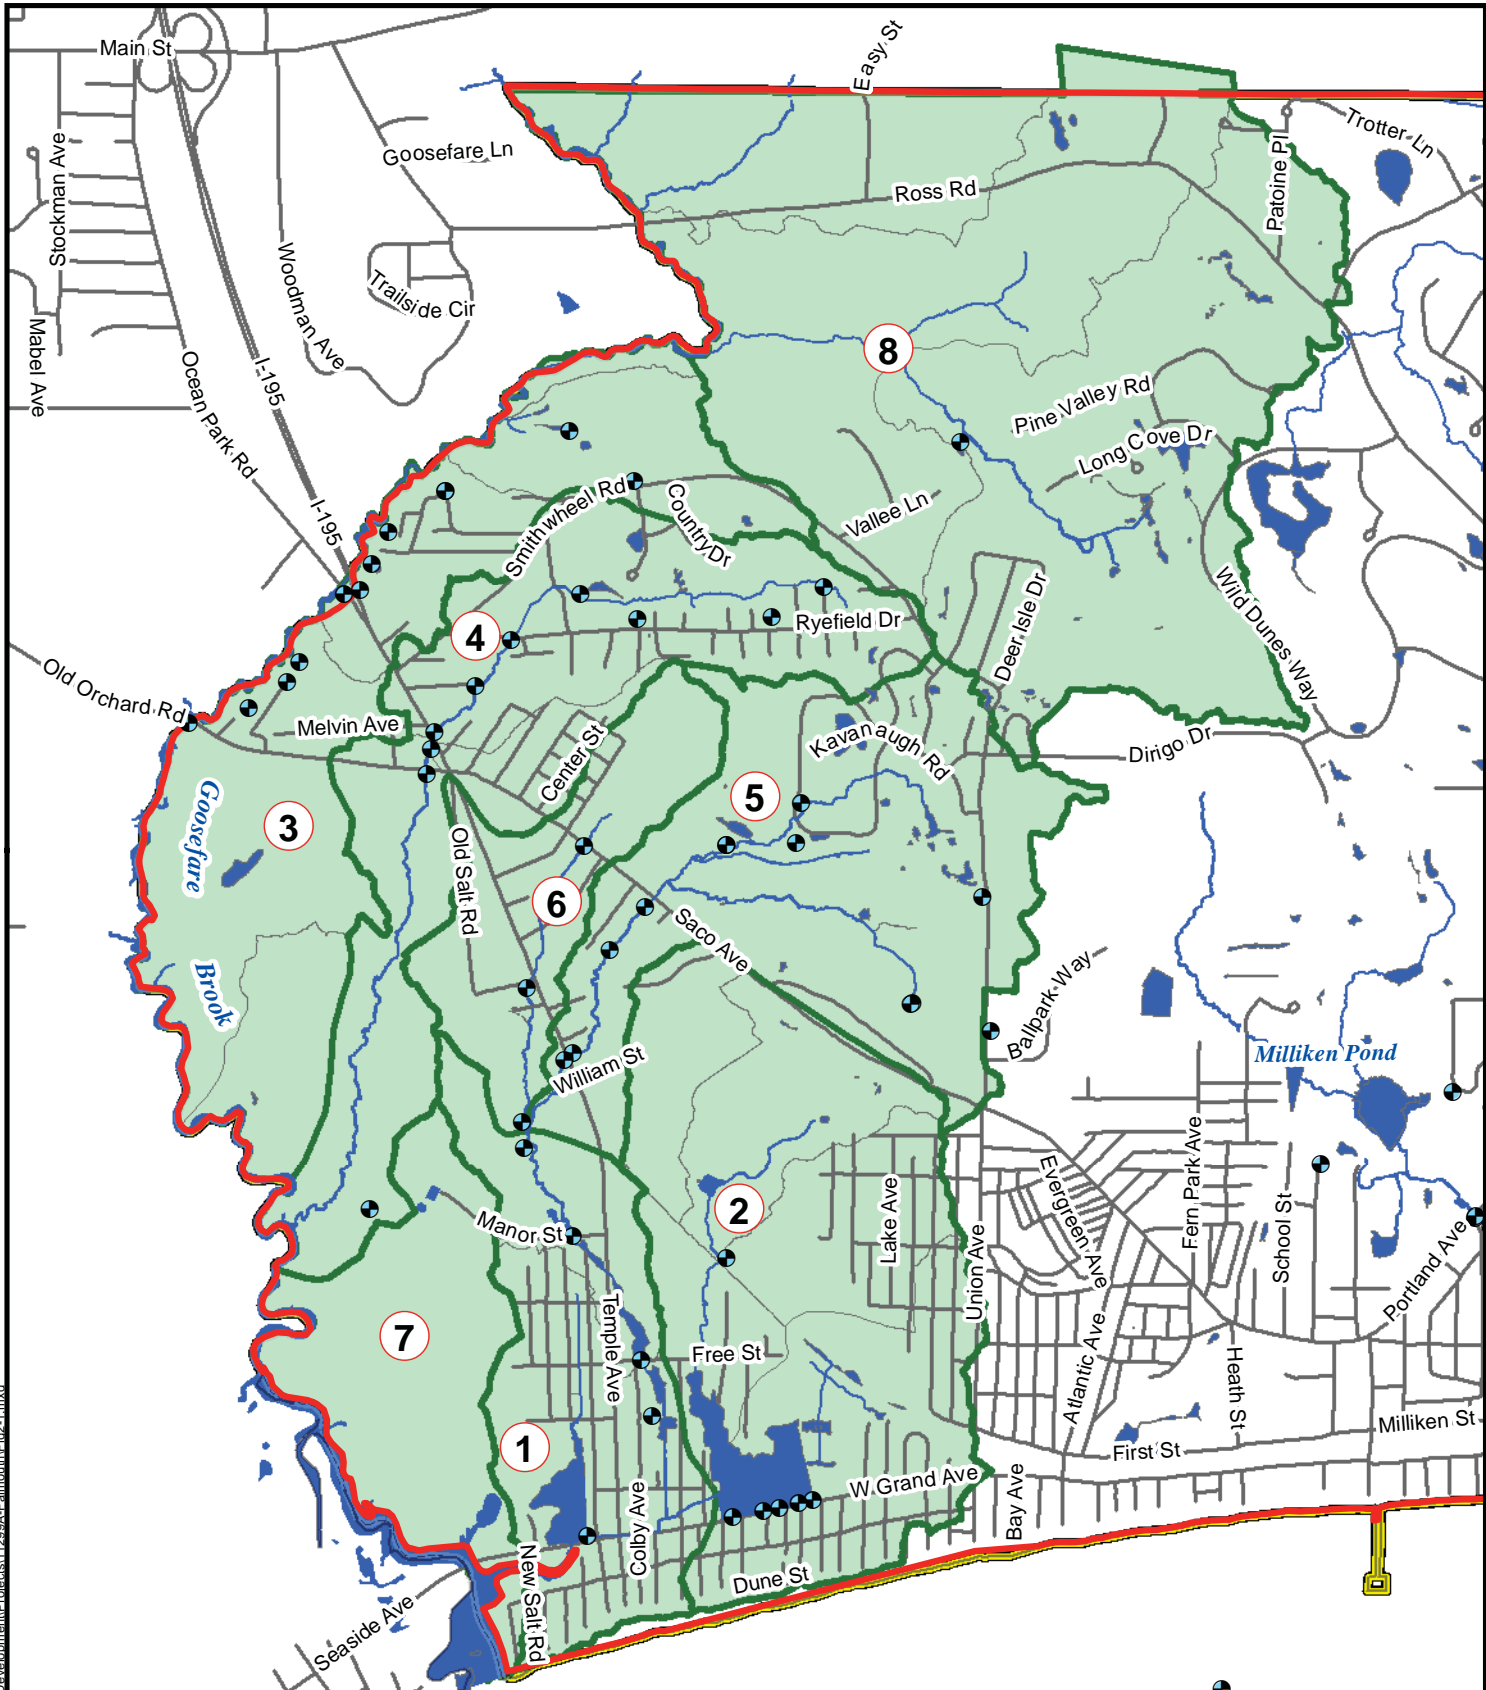 Main St
Easy St
Trotter Ln
Goosefare Ln
Stockman Ave
Ross Rd
Patoine Pl
Woodman Ave
Trailside Cir
Mabel Ave
I-195
Ocean Park Rd
8
Pine Valley Rd
Long Cove Dr
I-195
Smithwheel Rd
Country Dr
Vallee Ln
Wild Dunes Way
Deer Isle Dr
4
Ryefield Dr
Old Orchard Rd
Melvin Ave
Center St
Kavanaugh Rd
Dirigo Dr
5
3
Goosefare
Brook
Old Salt Rd
6
Saco Ave
Ballpark Way
William St
Milliken Pond
Fern Park Ave
Evergreen Ave
School St
Lake Ave
Union Ave
2
Manor St
Portland Ave
7
Temple Ave
Free St
Atlantic Ave
Heath St
Milliken St
First St
1
W Grand Ave
Bay Ave
Colby Ave
Dune St
New Salt Rd
Seaside Ave